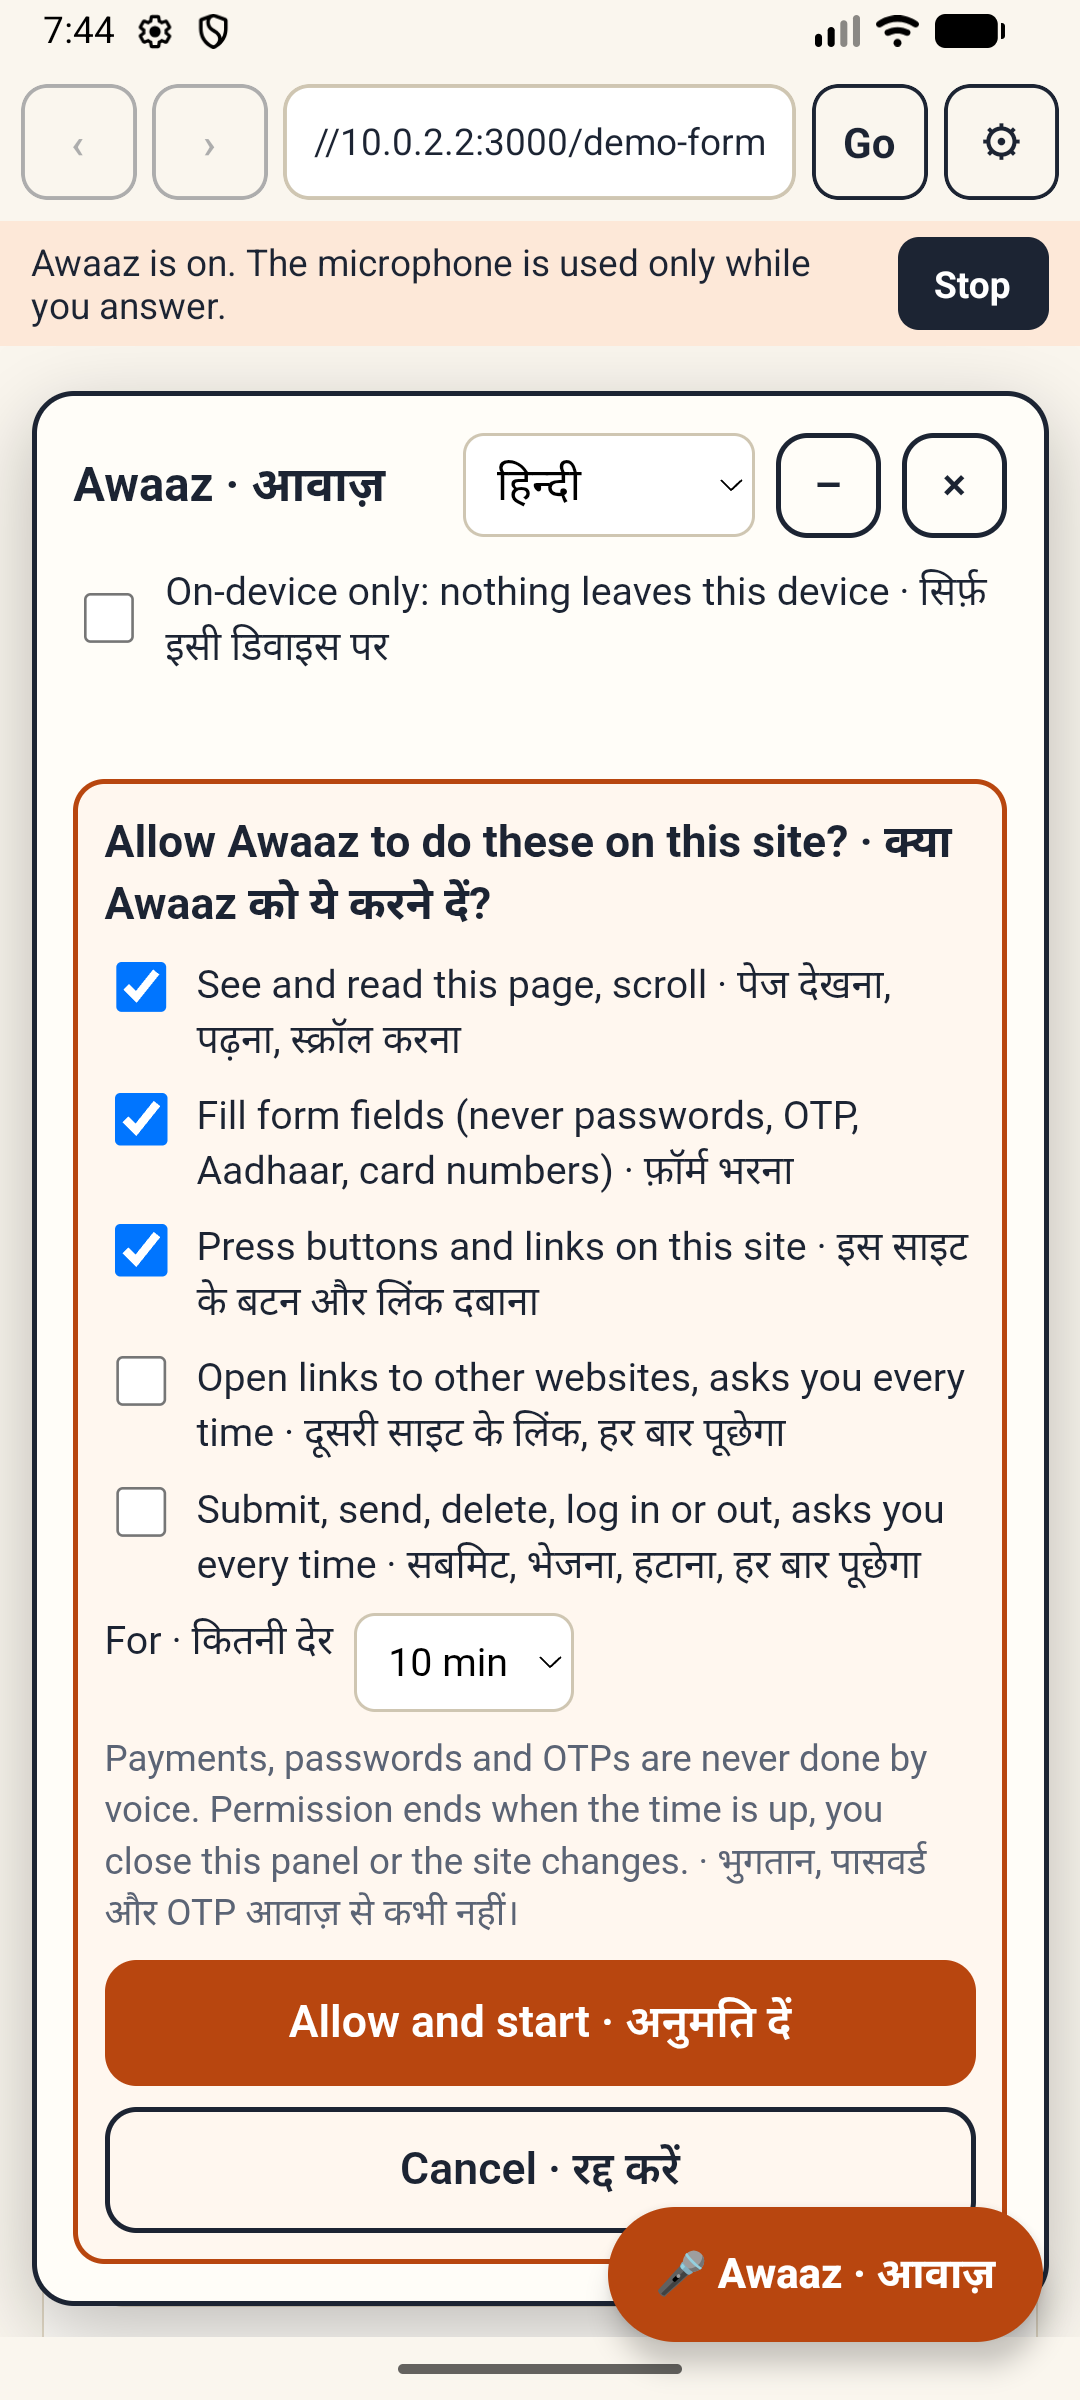 7:44
‹ › //10.0.2.2:3000/demo-form Go
Awaaz is on. The microphone is used only while
you answer.
Stop
Awaaz · आवाज़ हिन्दी – ×
On-device only: nothing leaves this device · सिर्फ़
इसी डिवाइस पर
Allow Awaaz to do these on this site? · क्या
Awaaz को ये करने दें?
See and read this page, scroll · पेज देखना,
पढ़ना, स्क्रॉल करना
Fill form fields (never passwords, OTP,
Aadhaar, card numbers) · फ़ॉर्म भरना
Press buttons and links on this site · इस साइट
के बटन और लिंक दबाना
Open links to other websites, asks you every
time · दूसरी साइट के लिंक, हर बार पूछेगा
Submit, send, delete, log in or out, asks you
every time · सबमिट, भेजना, हटाना, हर बार पूछेगा
For · कितनी देर 10 min
Payments, passwords and OTPs are never done by
voice. Permission ends when the time is up, you
close this panel or the site changes. · भुगतान, पासवर्ड
और OTP आवाज़ से कभी नहीं।
Allow and start · अनुमति दें
Cancel · रद्द करें
Awaaz · आवाज़